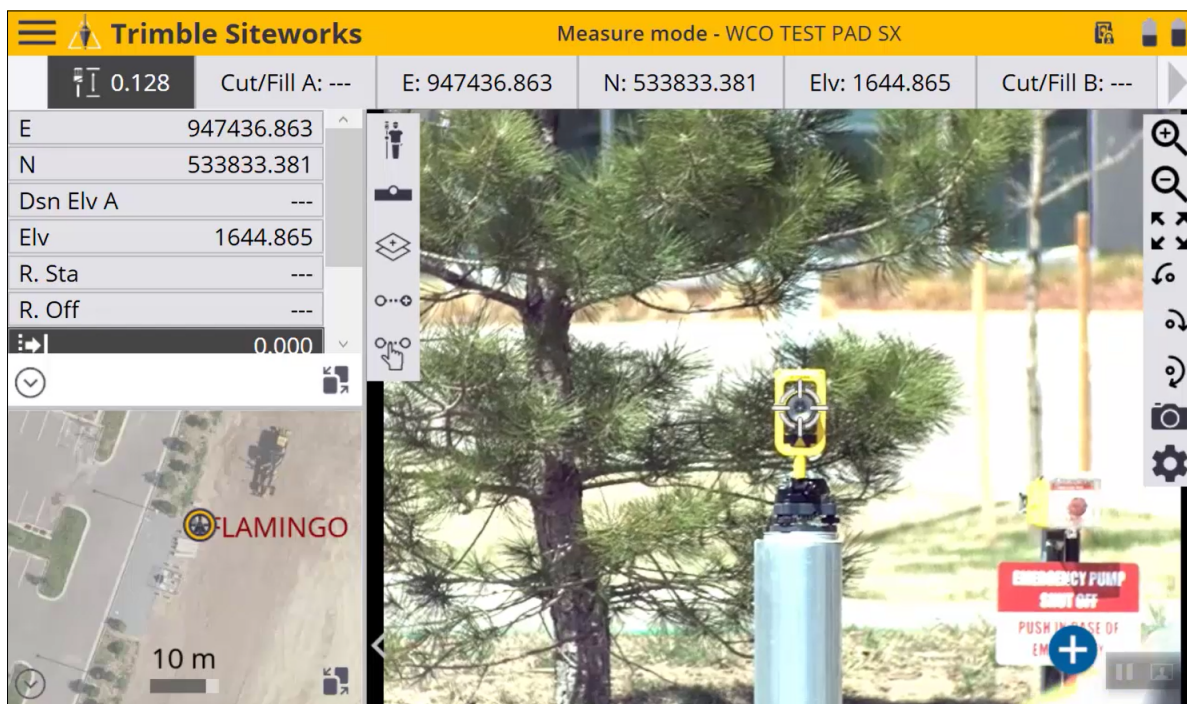 Trimble Siteworks
Measure mode - WCO TEST PAD SX
0.128
Cut/Fill A: ---
E: 947436.863
N: 533833.381
Elv: 1644.865
Cut/Fill B: ---
E 947436.863
N 533833.381
Dsn Elv A ---
Elv 1644.865
R. Sta ---
R. Off ---
0.000
FLAMINGO
10 m
EMERGENCY PUMP
SHUT OFF
PUSH IN CASE OF